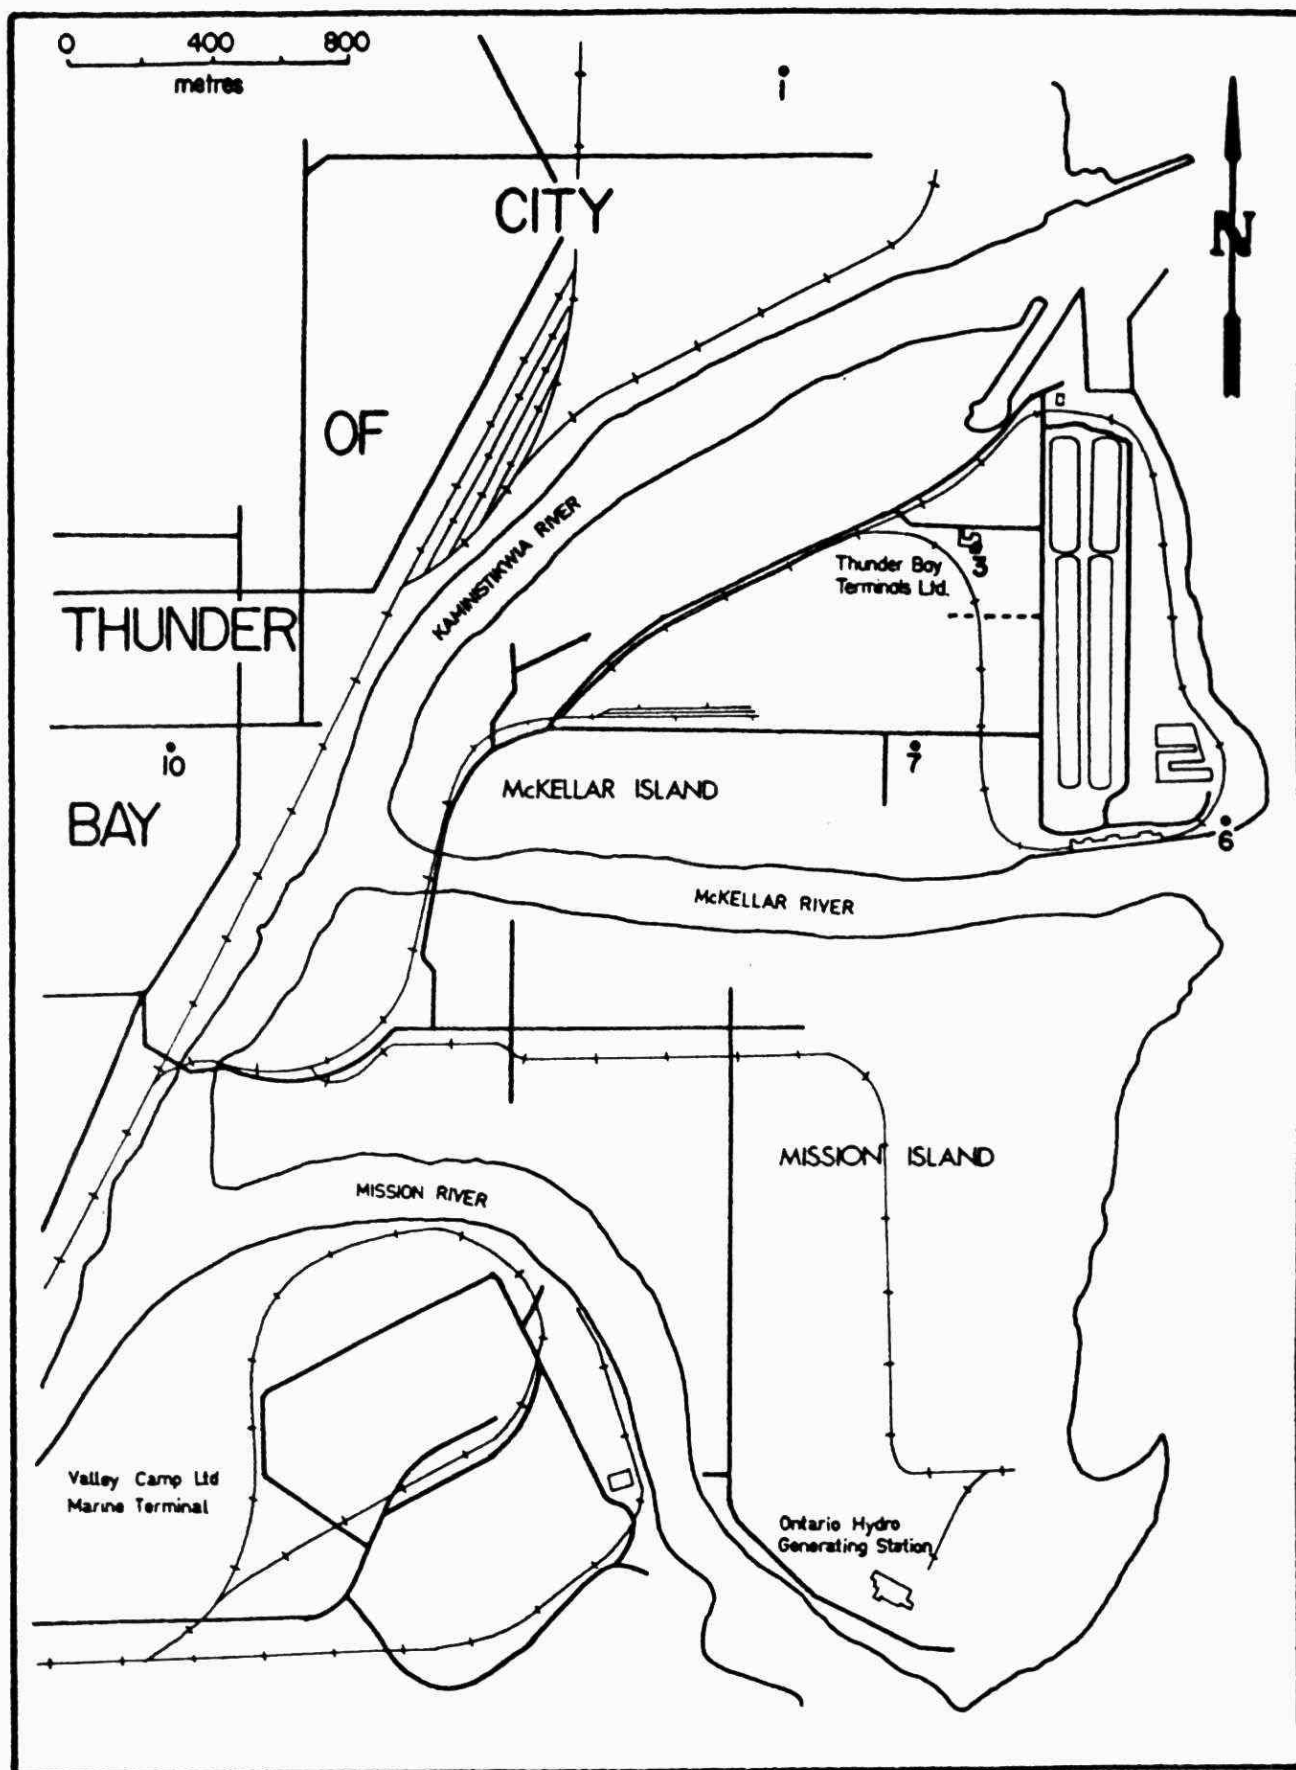 0 400 800
metres
1
N
CITY
OF
KAMINISTIKWIA RIVER
Thunder Bay
Terminals Ltd.
3
THUNDER
10
BAY
7
McKELLAR ISLAND
6
McKELLAR RIVER
MISSION ISLAND
MISSION RIVER
Valley Camp Ltd
Marine Terminal
Ontario Hydro
Generating Station